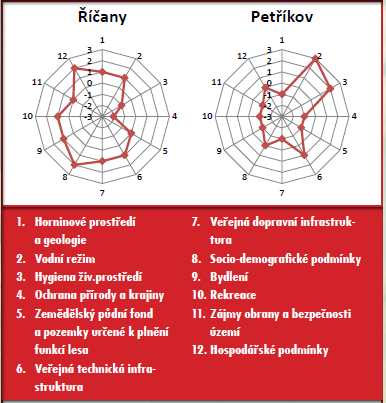 Říčany
1
2
3
4
5
6
7
8
9
10
11
12
3
2
1
0
-1
-2
-3
Petříkov
1
2
3
4
5
6
7
8
9
10
11
12
3
2
1
0
-1
-2
-3
1. Horninové prostředí
a geologie
2. Vodní režim
3. Hygiena živ.prostředí
4. Ochrana přírody a krajiny
5. Zemědělský půdní fond
a pozemky určené k plnění
funkcí lesa
6. Veřejná technická infra-
struktura
7. Veřejná dopravní infrastruk-
tura
8. Socio-demografické podmínky
9. Bydlení
10. Rekreace
11. Zájmy obrany a bezpečnosti
území
12. Hospodářské podmínky